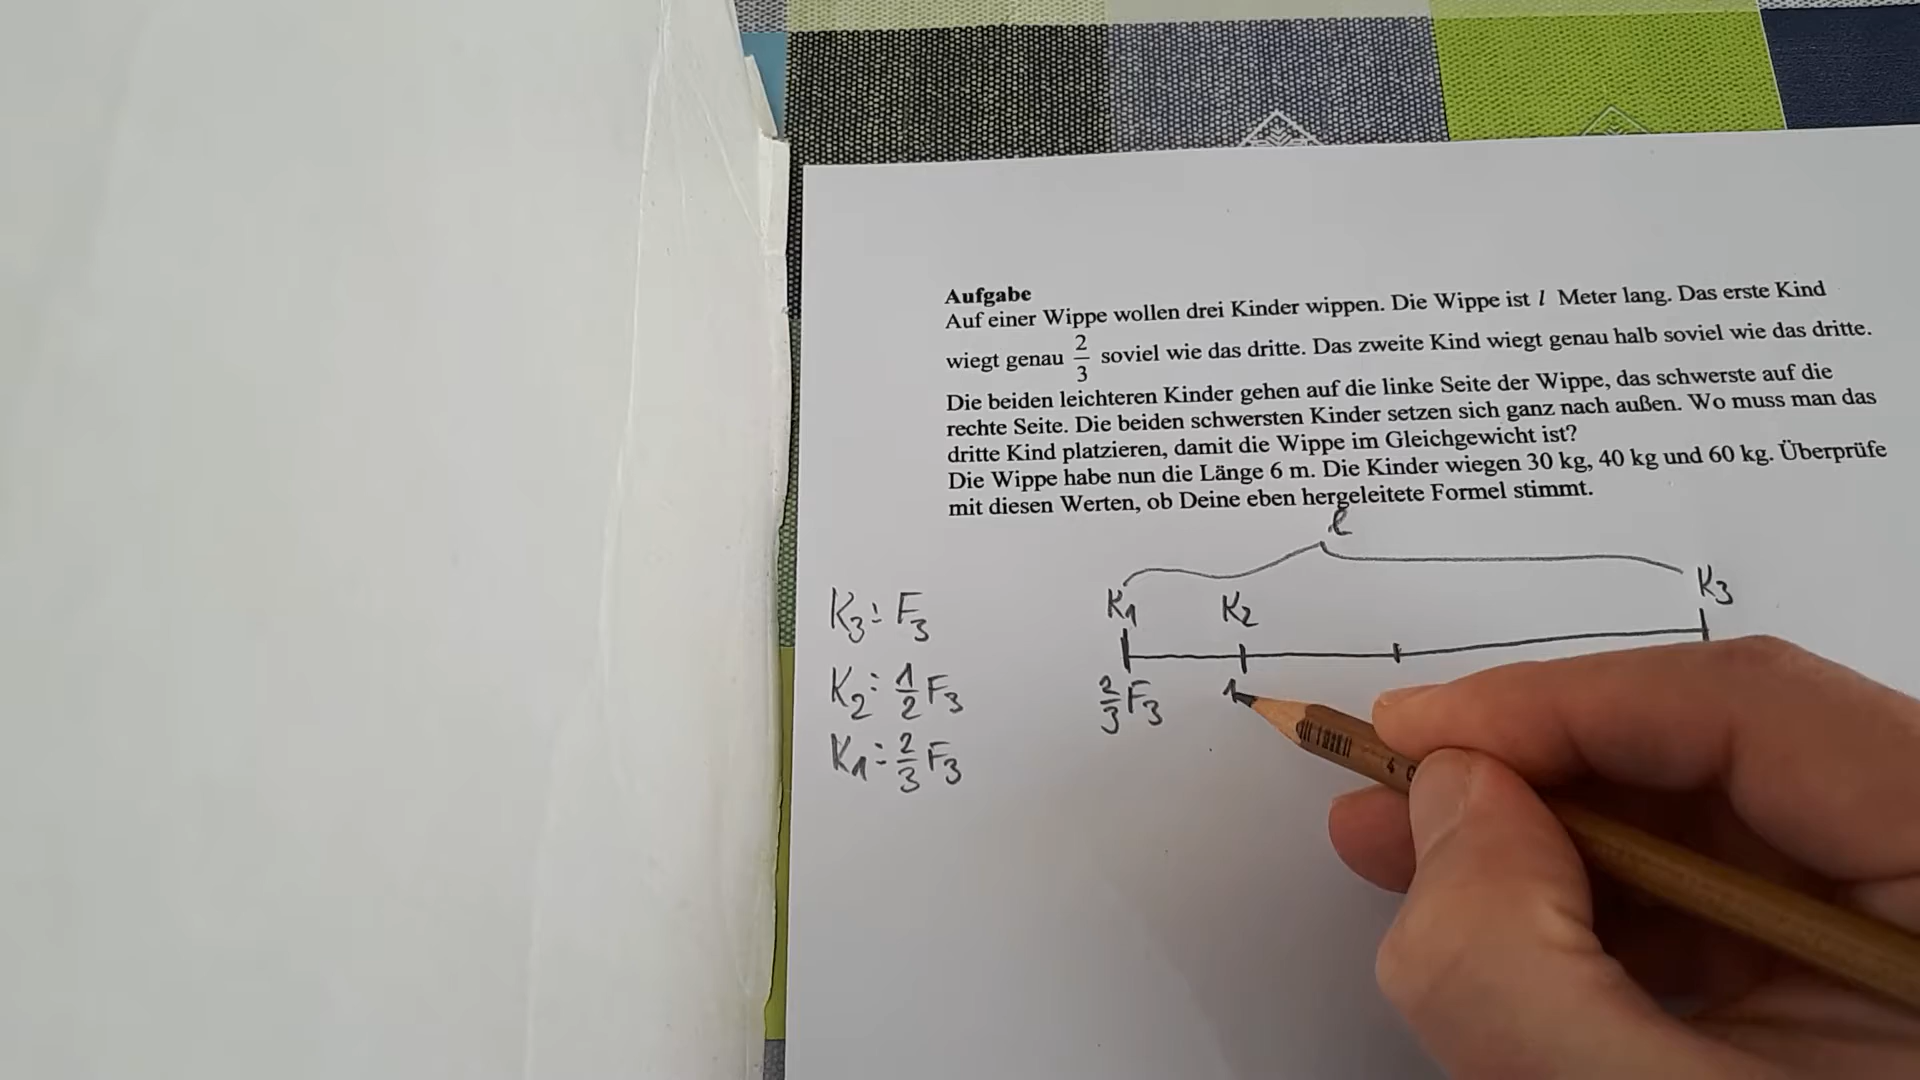 Aufgabe
Auf einer Wippe wollen drei Kinder wippen. Die Wippe ist l Meter lang. Das erste Kind
wiegt genau 2/3 soviel wie das dritte. Das zweite Kind wiegt genau halb soviel wie das dritte.
Die beiden leichteren Kinder gehen auf die linke Seite der Wippe, das schwerste auf die
rechte Seite. Die beiden schwersten Kinder setzen sich ganz nach außen. Wo muss man das
dritte Kind platzieren, damit die Wippe im Gleichgewicht ist?
Die Wippe habe nun die Länge 6 m. Die Kinder wiegen 30 kg, 40 kg und 60 kg. Überprüfe
mit diesen Werten, ob Deine eben hergeleitete Formel stimmt.
l
K1 K2 K3
K3: F3
K2: 1/2 F3
K1: 2/3 F3
2/3 F3 1